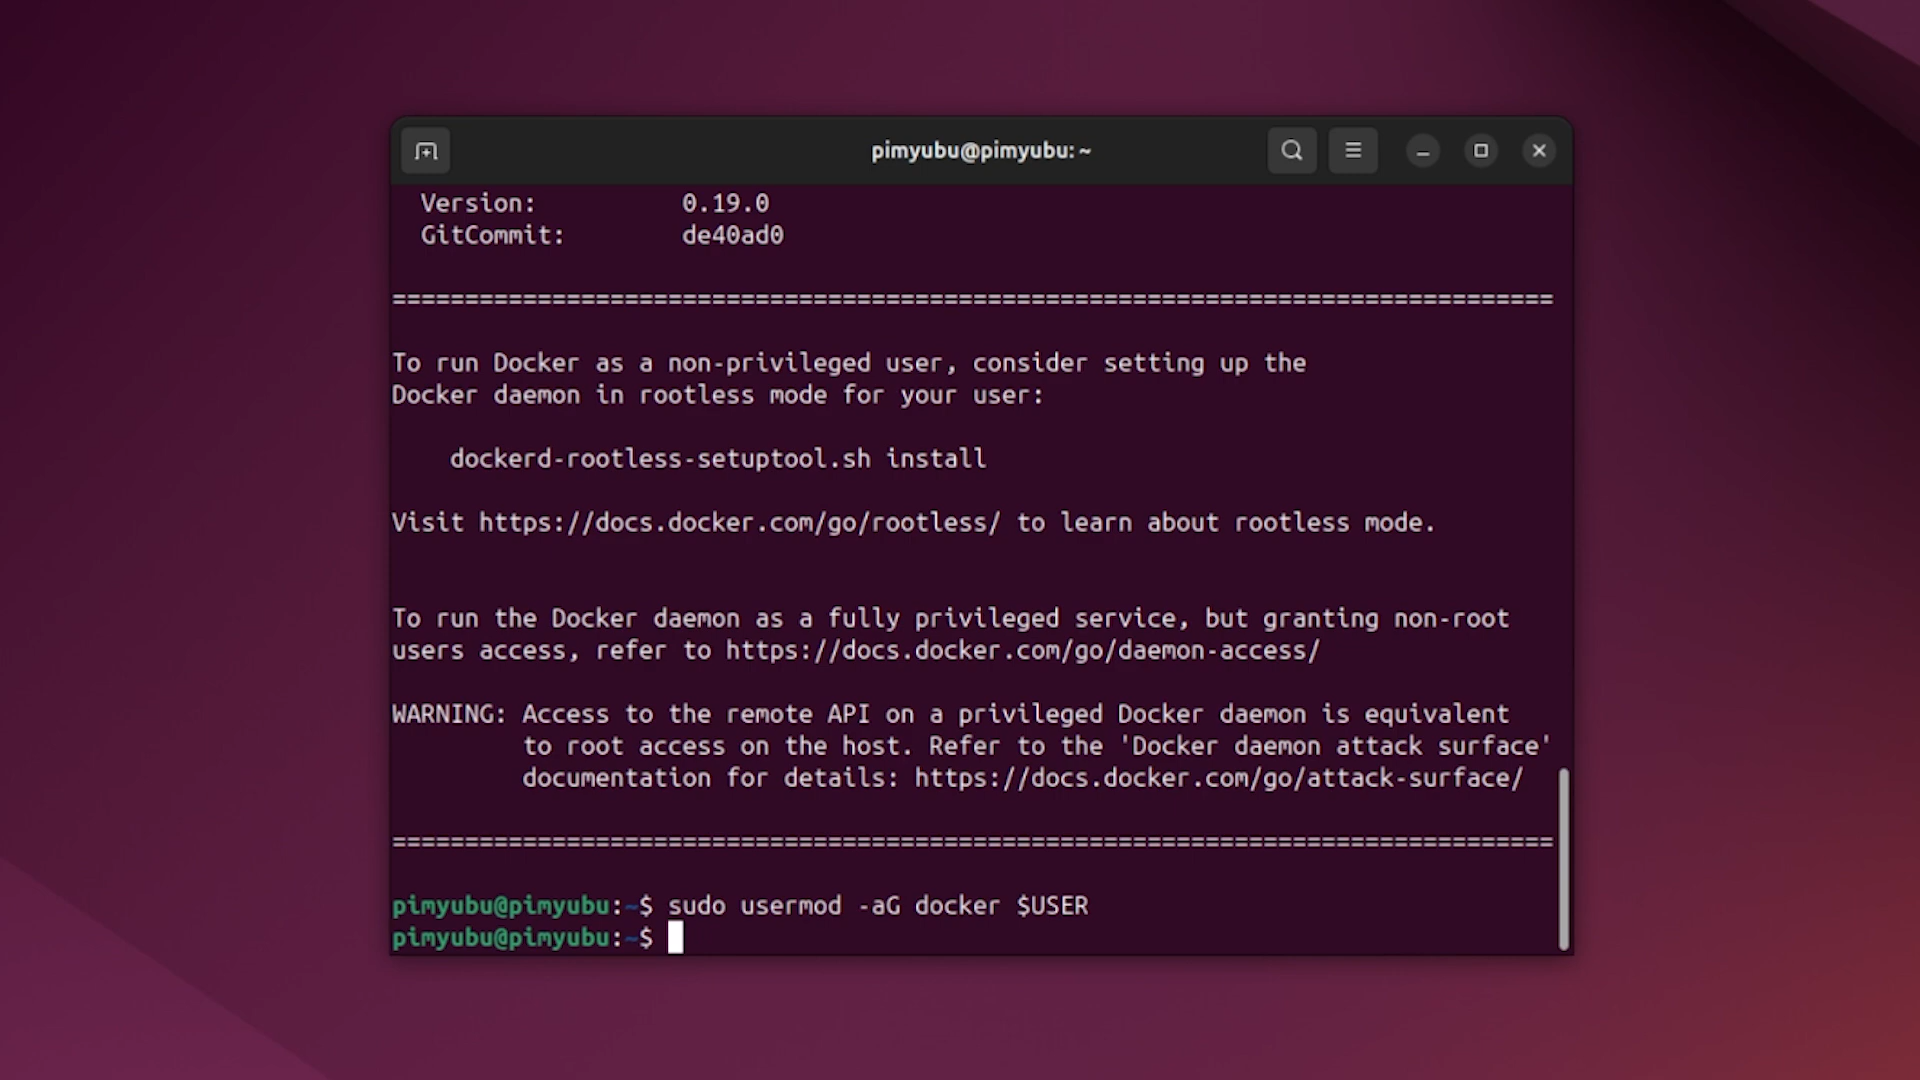 pimyubu@pimyubu: ~
Version: 0.19.0
GitCommit: de40ad0
================================================================================
To run Docker as a non-privileged user, consider setting up the
Docker daemon in rootless mode for your user:
dockerd-rootless-setuptool.sh install
Visit https://docs.docker.com/go/rootless/ to learn about rootless mode.
To run the Docker daemon as a fully privileged service, but granting non-root
users access, refer to https://docs.docker.com/go/daemon-access/
WARNING: Access to the remote API on a privileged Docker daemon is equivalent
to root access on the host. Refer to the 'Docker daemon attack surface'
documentation for details: https://docs.docker.com/go/attack-surface/
================================================================================
pimyubu@pimyubu:~$ sudo usermod -aG docker $USER
pimyubu@pimyubu:~$